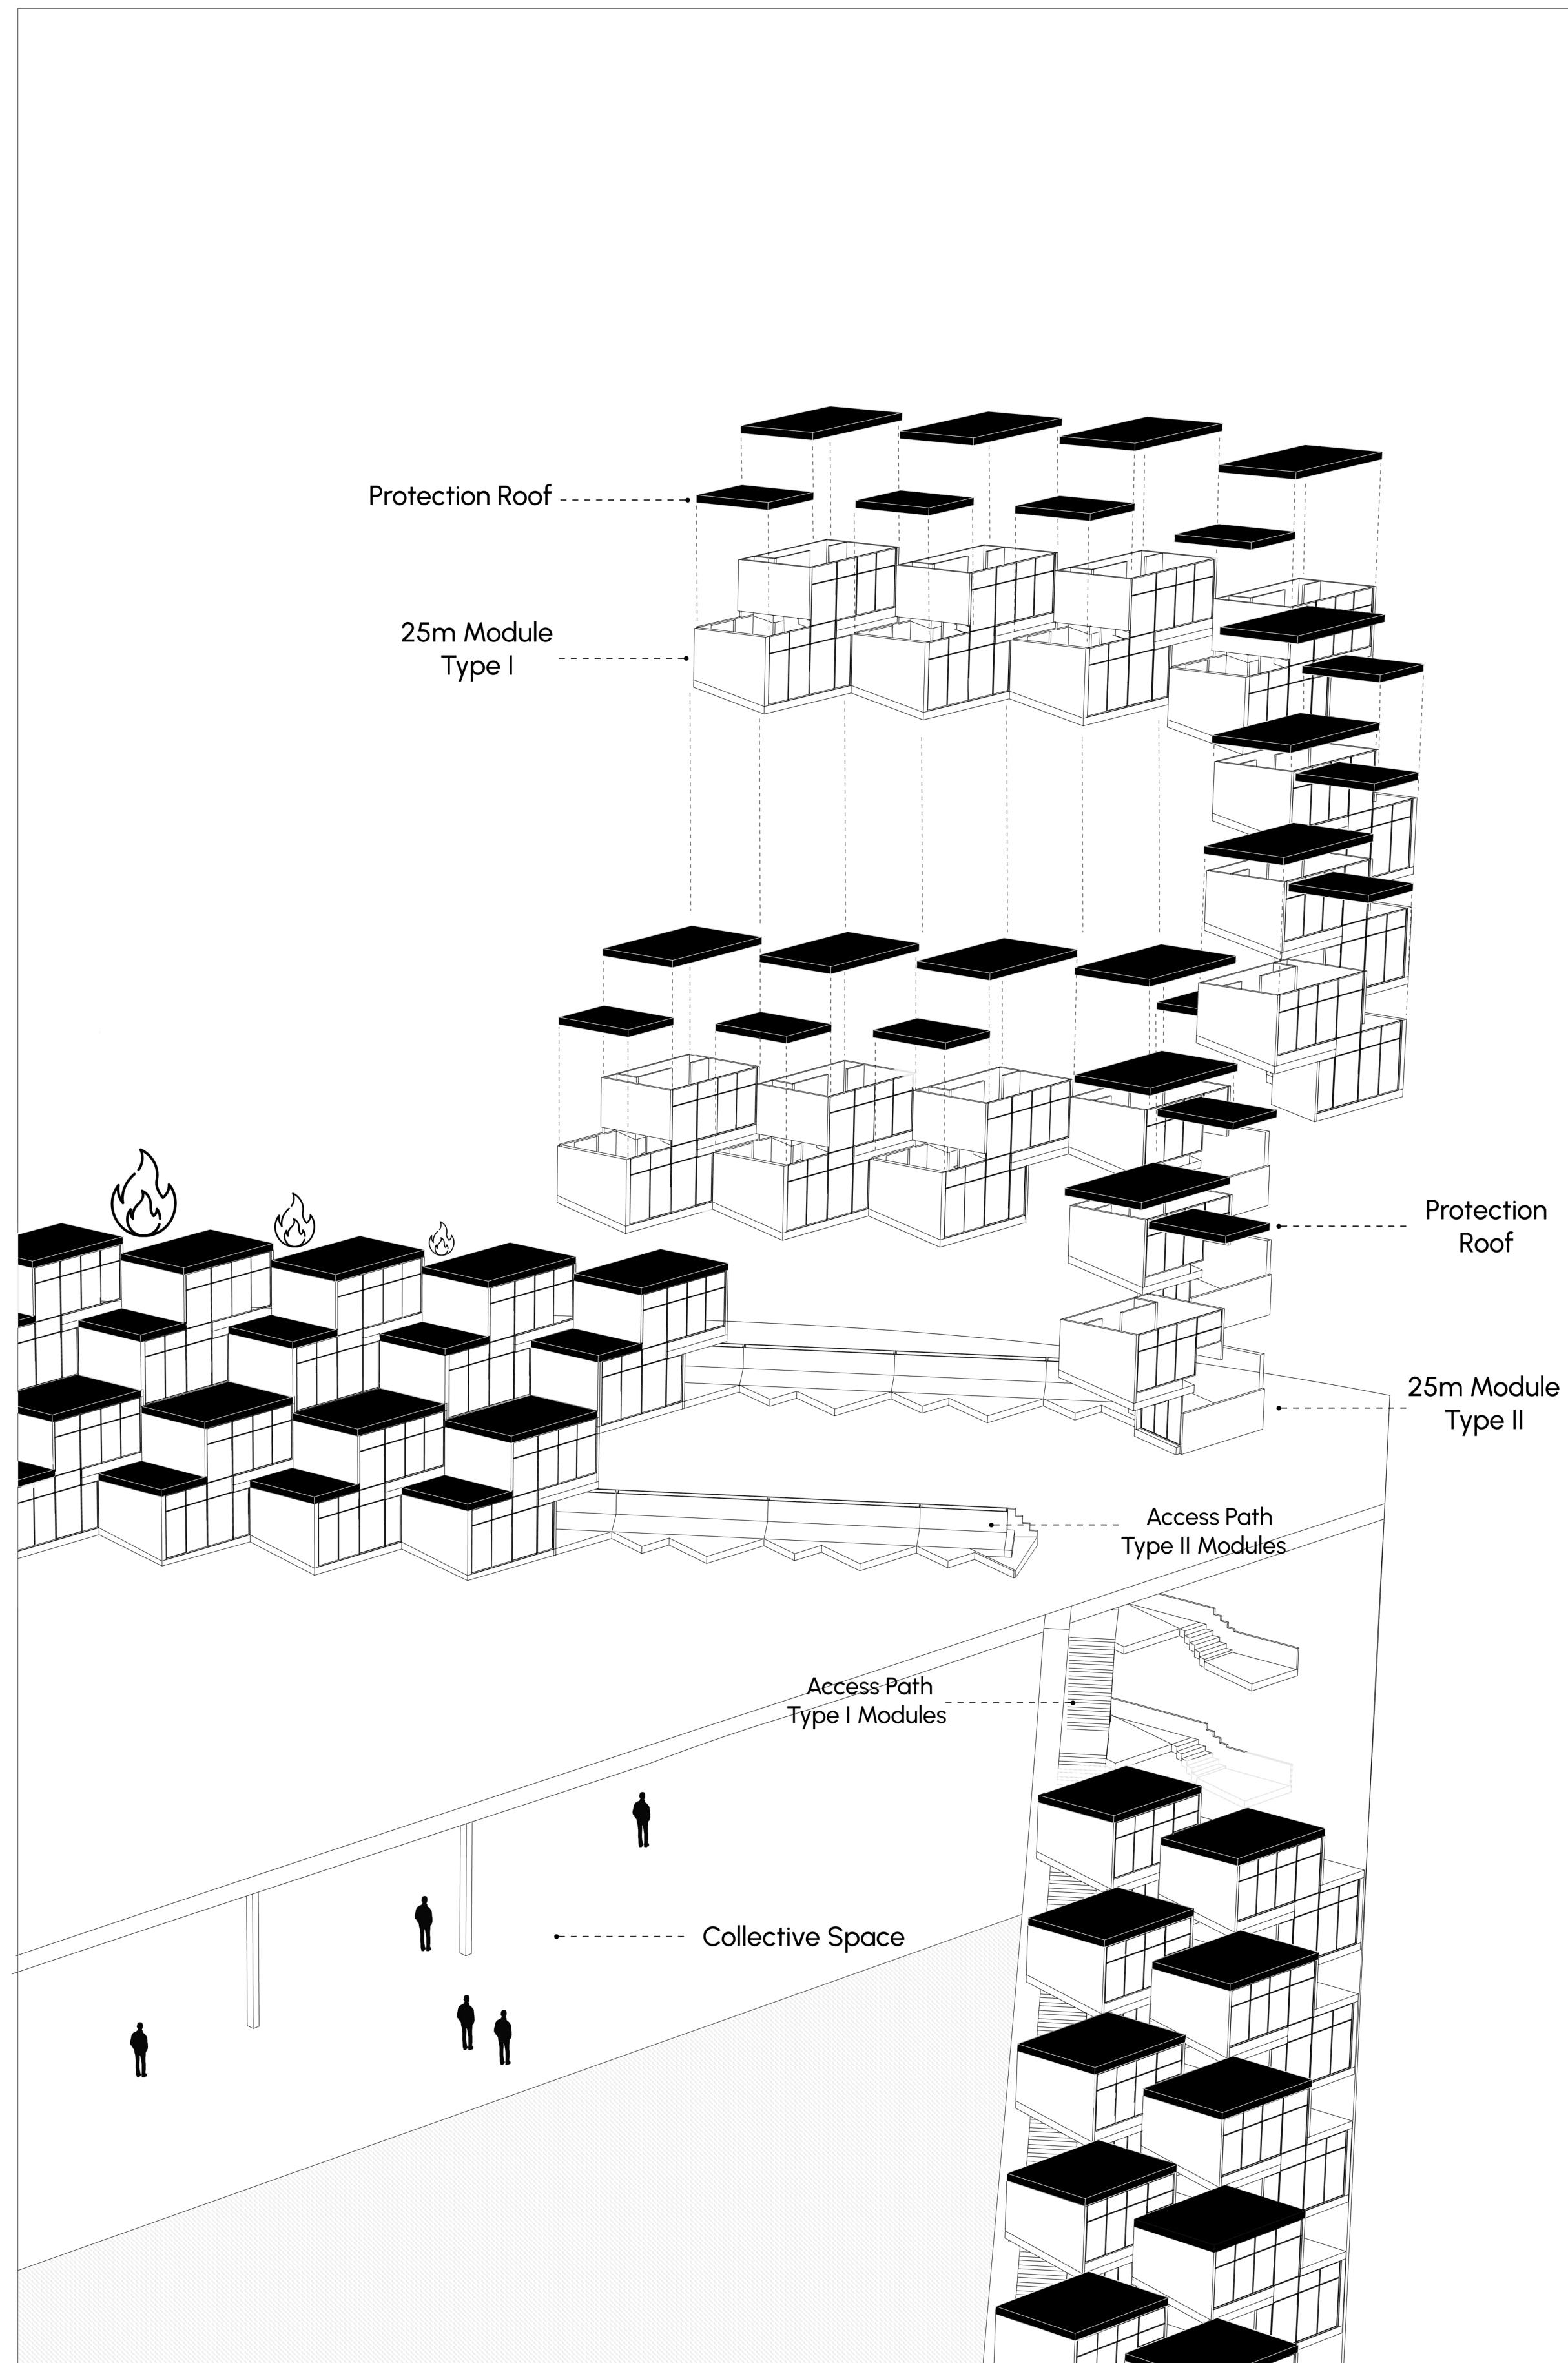 Protection Roof
25m Module
Type I
Protection
Roof
25m Module
Type II
Access Path
Type II Modules
Access Path
Type I Modules
Collective Space